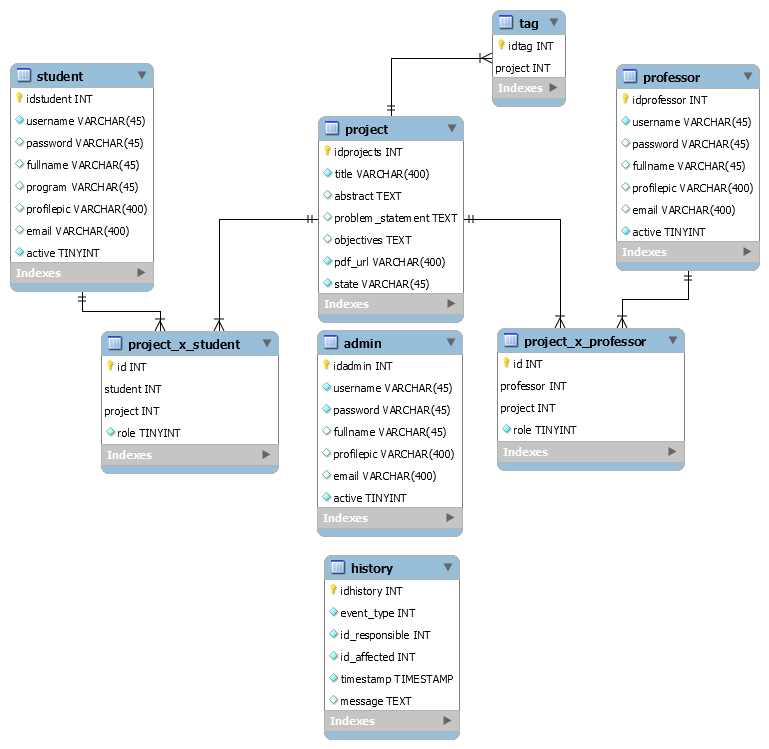 tag
idtag INT
project INT
Indexes
student
idstudent INT
username VARCHAR(45)
password VARCHAR(45)
fullname VARCHAR(45)
program VARCHAR(45)
profilepic VARCHAR(400)
email VARCHAR(400)
active TINYINT
Indexes
project
idprojects INT
title VARCHAR(400)
abstract TEXT
problem_statement TEXT
objectives TEXT
pdf_url VARCHAR(400)
state VARCHAR(45)
Indexes
professor
idprofessor INT
username VARCHAR(45)
password VARCHAR(45)
fullname VARCHAR(45)
profilepic VARCHAR(400)
email VARCHAR(400)
active TINYINT
Indexes
project_x_student
id INT
student INT
project INT
role TINYINT
Indexes
admin
idadmin INT
username VARCHAR(45)
password VARCHAR(45)
fullname VARCHAR(45)
profilepic VARCHAR(400)
email VARCHAR(400)
active TINYINT
Indexes
project_x_professor
id INT
professor INT
project INT
role TINYINT
Indexes
history
idhistory INT
event_type INT
id_responsible INT
id_affected INT
timestamp TIMESTAMP
message TEXT
Indexes